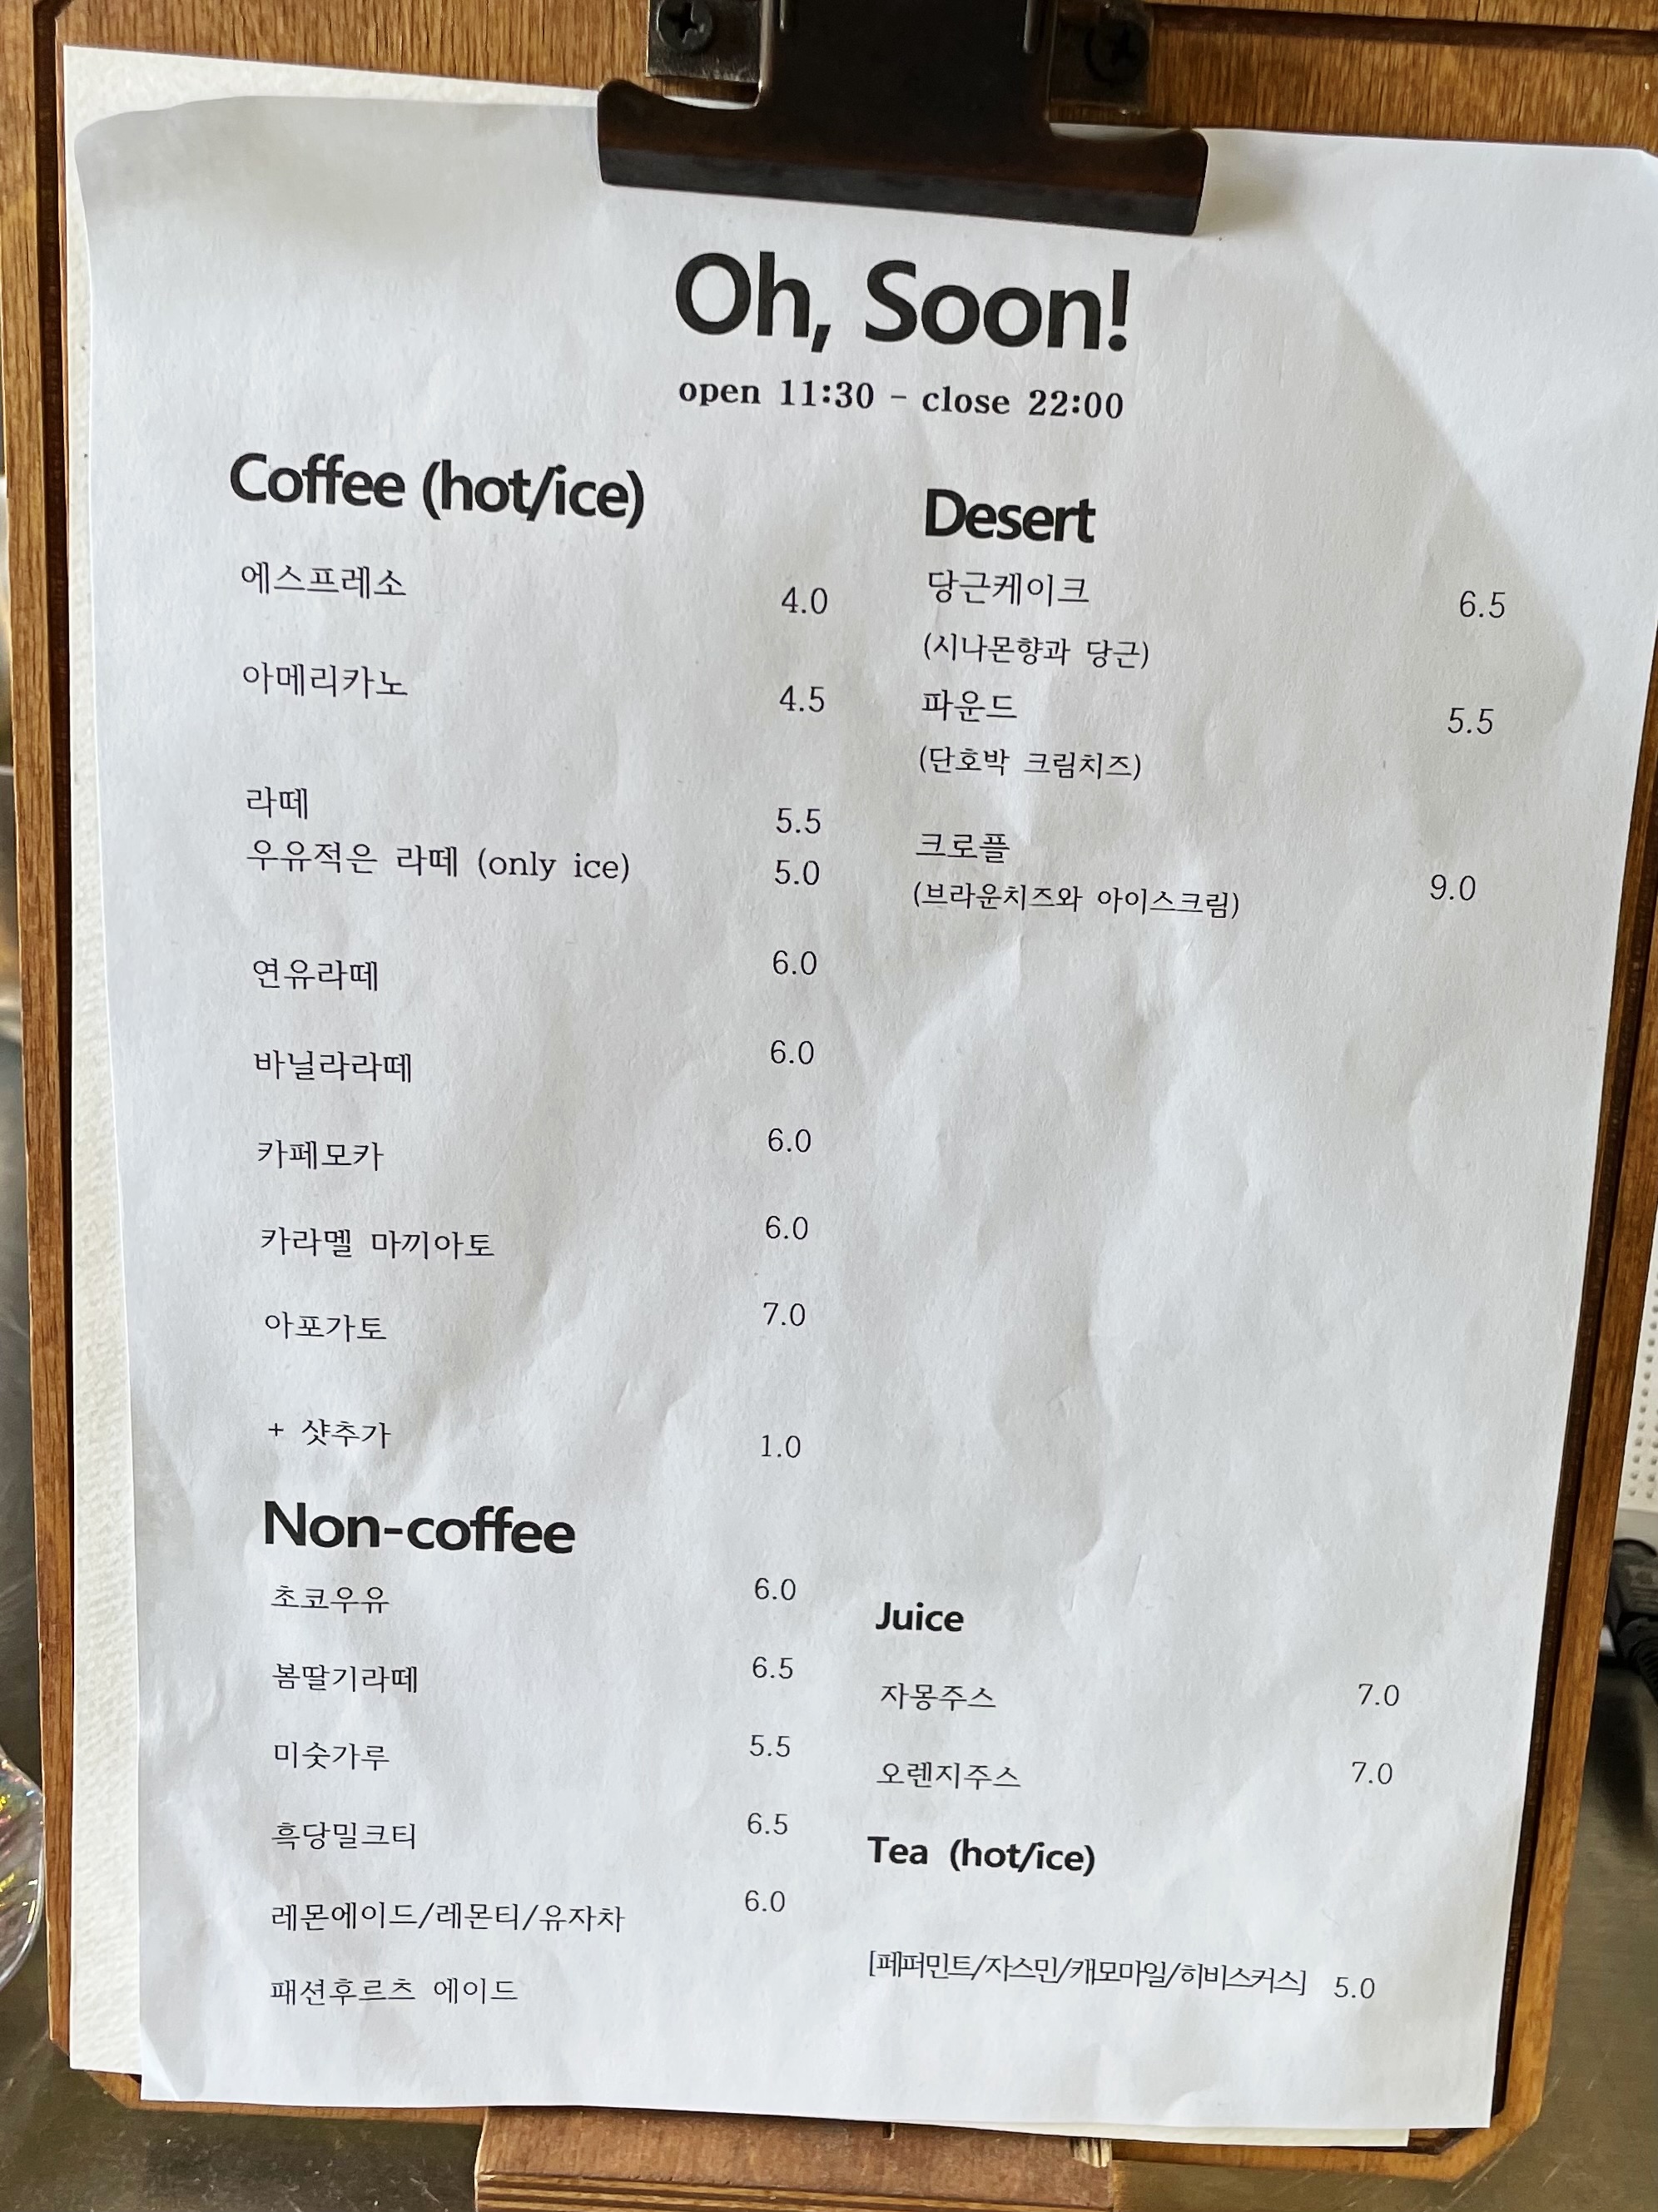 Oh, Soon!
open 11:30 - close 22:00
Coffee (hot/ice)
에스프레소 4.0
아메리카노 4.5
라떼 5.5
우유적은 라떼 (only ice) 5.0
연유라떼 6.0
바닐라라떼 6.0
카페모카 6.0
카라멜 마끼아토 6.0
아포가토 7.0
+ 샷추가 1.0
Desert
당근케이크 6.5
(시나몬향과 당근)
파운드 5.5
(단호박 크림치즈)
크로플
(브라운치즈와 아이스크림) 9.0
Non-coffee
초코우유 6.0
봄딸기라떼 6.5
미숫가루 5.5
흑당밀크티 6.5
레몬에이드/레몬티/유자차 6.0
패션후르츠 에이드
Juice
자몽주스 7.0
오렌지주스 7.0
Tea (hot/ice)
[페퍼민트/자스민/캐모마일/히비스커스] 5.0